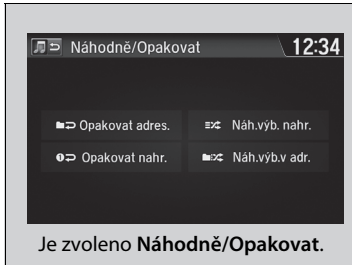 Náhodně/Opakovat 12:34
Opakovat adres. Náh.výb. nahr.
Opakovat nahr. Náh.výb.v adr.
Je zvoleno Náhodně/Opakovat.